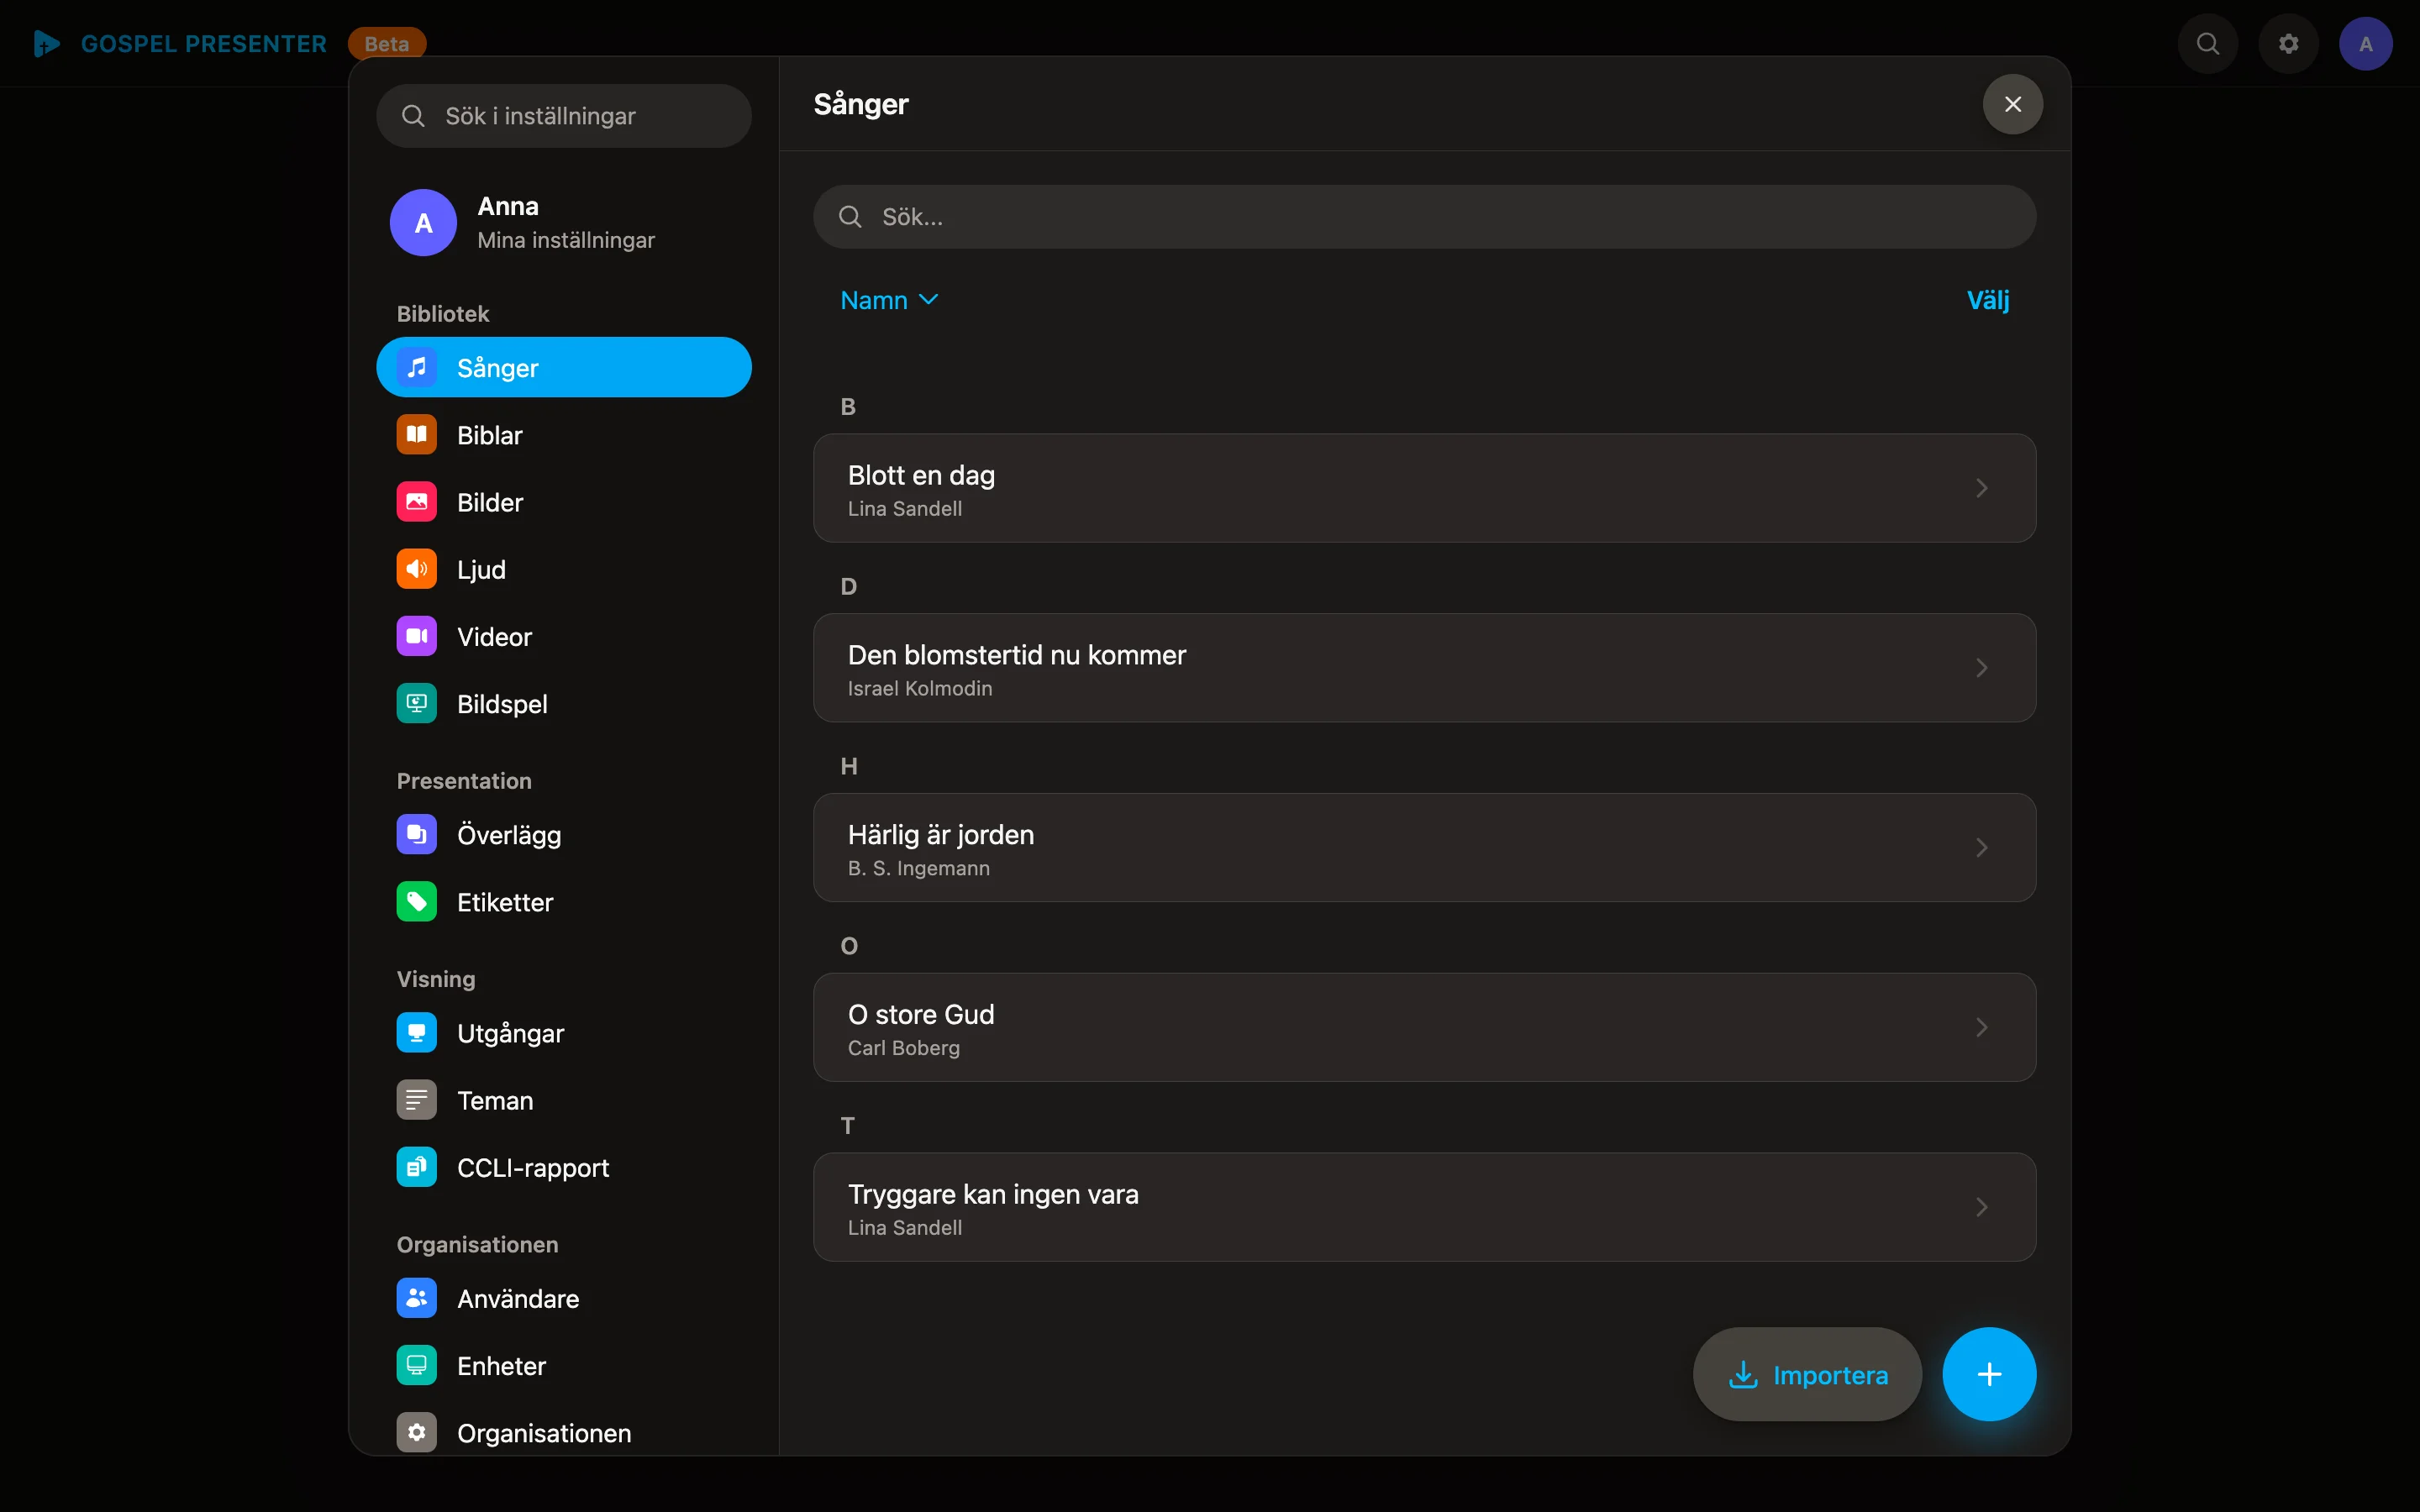 GOSPEL PRESENTER
Beta
A
Sök i inställningar
A
Anna
Mina inställningar
Bibliotek
Sånger
Biblar
Bilder
Ljud
Videor
Bildspel
Presentation
Överlägg
Etiketter
Visning
Utgångar
Teman
CCLI-rapport
Organisationen
Användare
Enheter
Organisationen
Sånger
Sök...
Namn
Välj
B
Blott en dag
Lina Sandell
D
Den blomstertid nu kommer
Israel Kolmodin
H
Härlig är jorden
B. S. Ingemann
O
O store Gud
Carl Boberg
T
Tryggare kan ingen vara
Lina Sandell
Importera